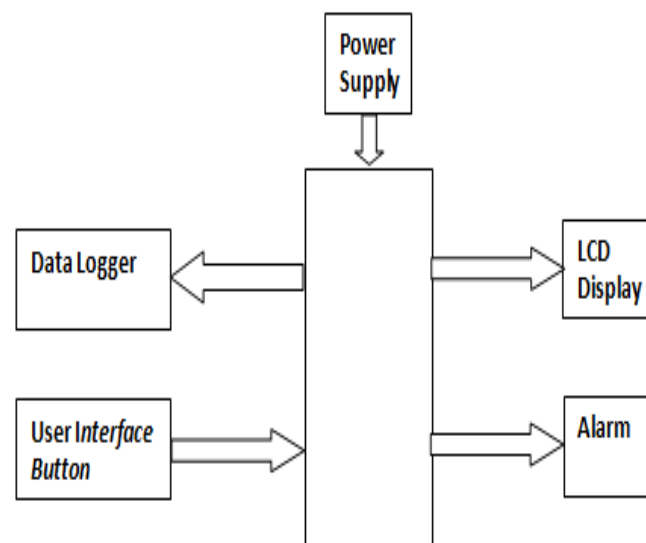 Power
Supply
Data Logger
LCD
Display
User Interface
Button
Alarm